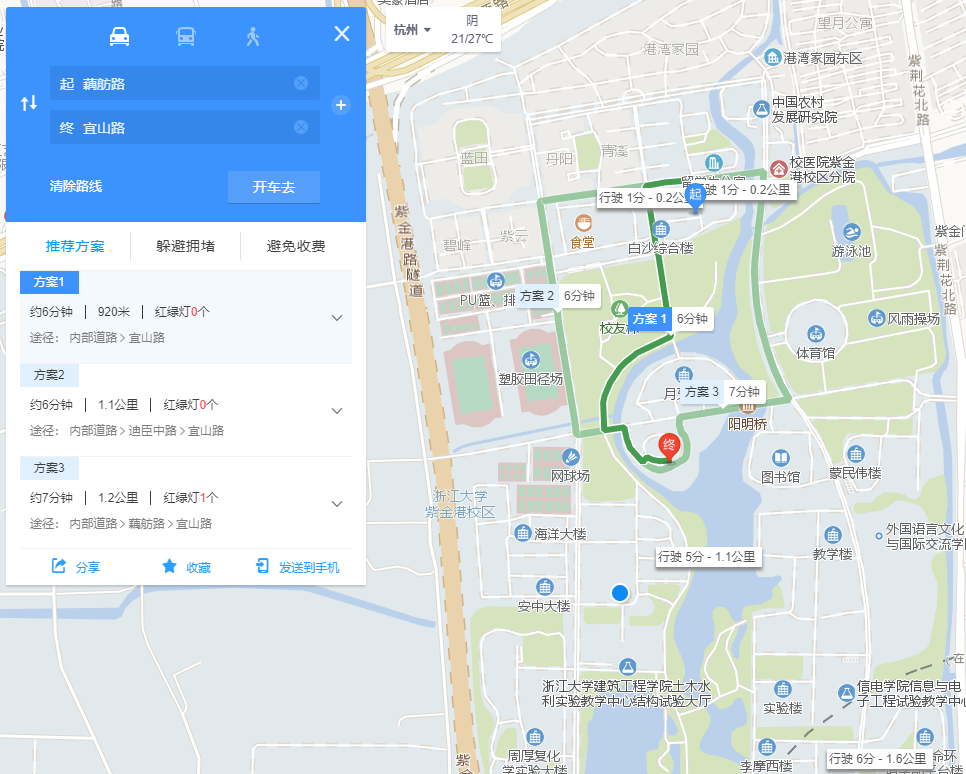 杭州
阴
21/27℃
起 藕舫路
终 宜山路
清除路线
开车去
推荐方案
躲避拥堵
避免收费
方案1
约6分钟 | 920米 | 红绿灯0个
途径： 内部道路 > 宜山路
方案2
约6分钟 | 1.1公里 | 红绿灯0个
途径： 内部道路 > 迪臣中路 > 宜山路
方案3
约7分钟 | 1.2公里 | 红绿灯1个
途径： 内部道路 > 藕舫路 > 宜山路
分享
收藏
发送到手机
望月公寓
港湾家园
港湾家园东区
紫荆花北路
中国农村
发展研究院
蓝田
丹阳
青溪
校医院紫金
港校区分院
行驶 1分 - 0.2公
起
行驶 1分 - 0.2公里
紫金港路隧道
碧峰
紫云
食堂
白沙综合楼
游泳池
紫荆花北路
PU篮、排
方案 2 6分钟
校友林
方案 1 6分钟
风雨操场
体育馆
塑胶田径场
方案 3 7分钟
阳明桥
终
网球场
图书馆
蒙民伟楼
浙江大学
紫金港校区
海洋大楼
教学楼
外国语言文化
与国际交流学
行驶 5分 - 1.1公里
安中大楼
浙江大学建筑工程学院土木水
利实验教学中心结构试验大厅
实验楼
信电学院信息与电
子工程试验教学中
周厚复化
学实验大楼
李摩西楼
行驶 6分 - 1.6公里